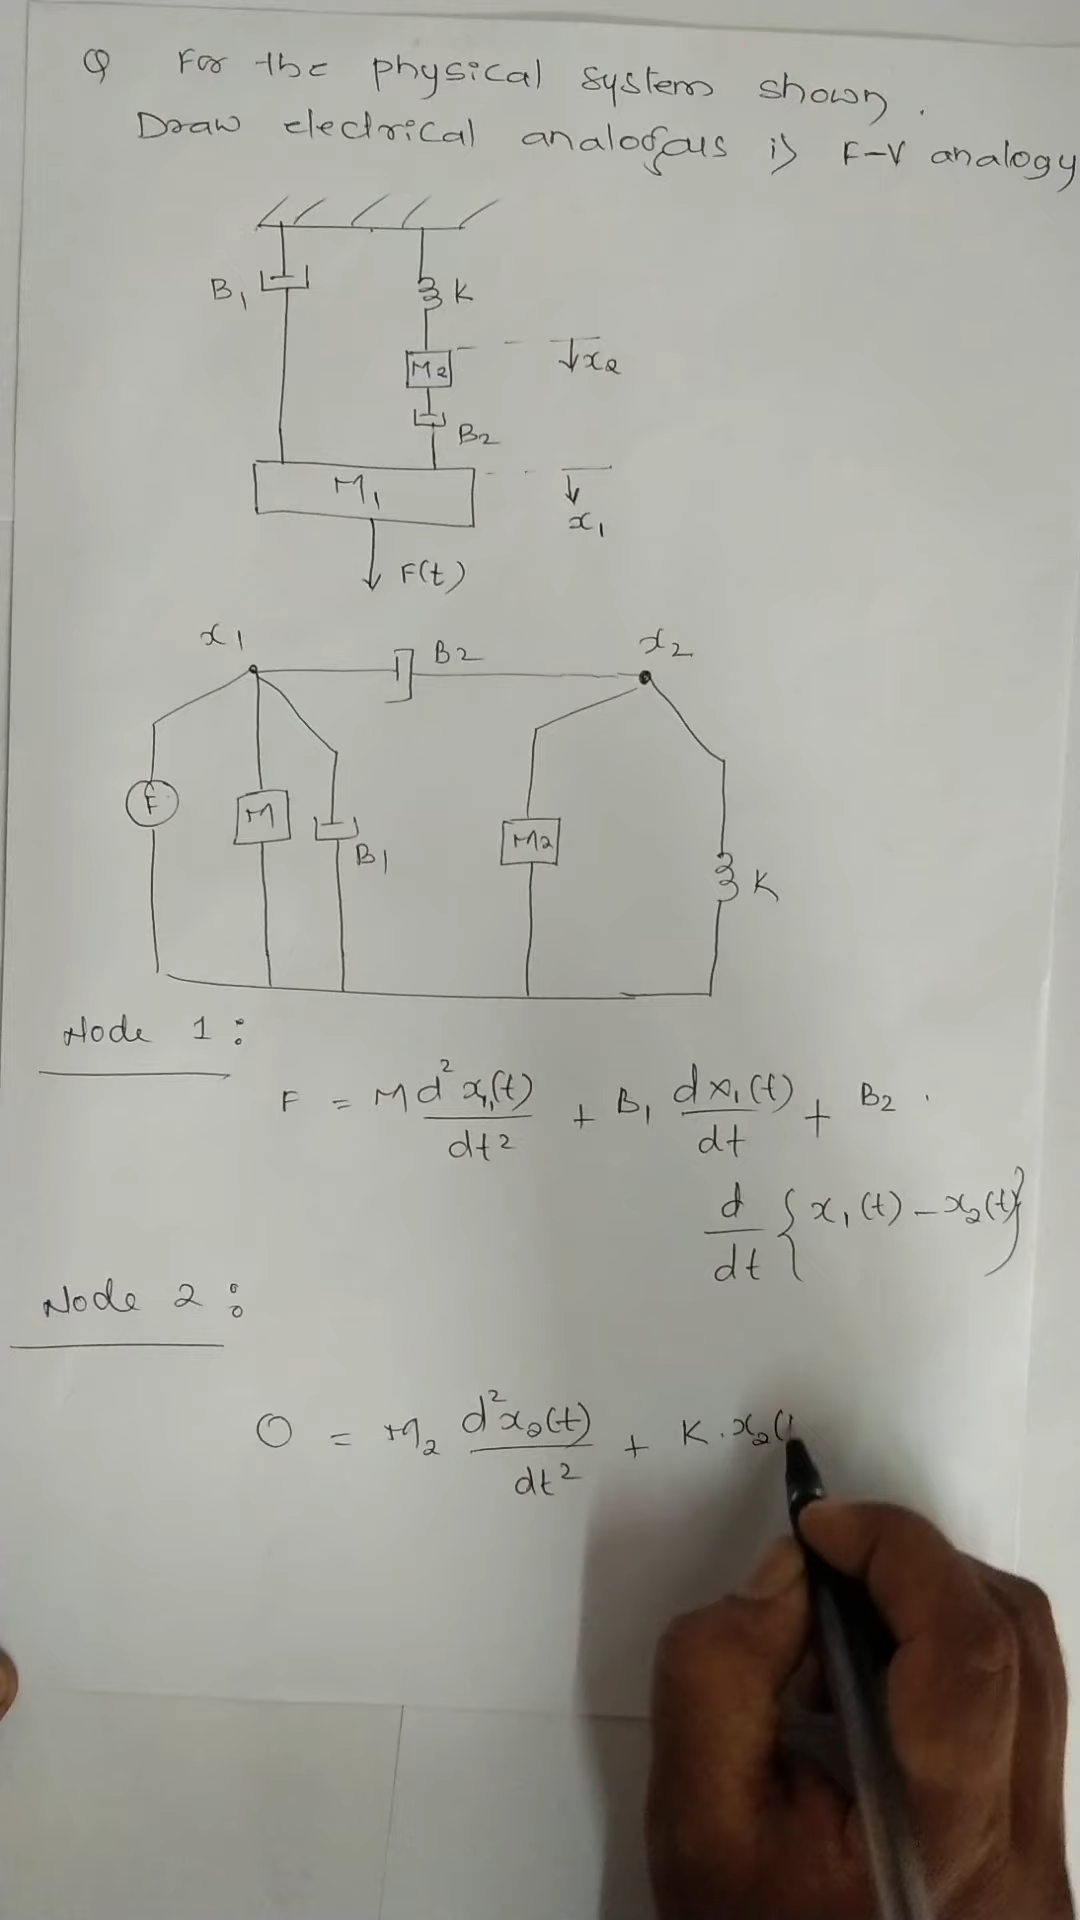 Q For the physical system shown.
Draw electrical analogous i) F-V analogy
B1
K
M2
↓x2
B2
M1
↓
x1
F(t)
x1
B2
x2
F
M
B1
M2
K
Node 1:
F = M d²x1(t)/dt² + B1 dx1(t)/dt + B2 .
d/dt {x1(t) - x2(t)}
Node 2:
0 = M2 d²x2(t)/dt² + K.x2(